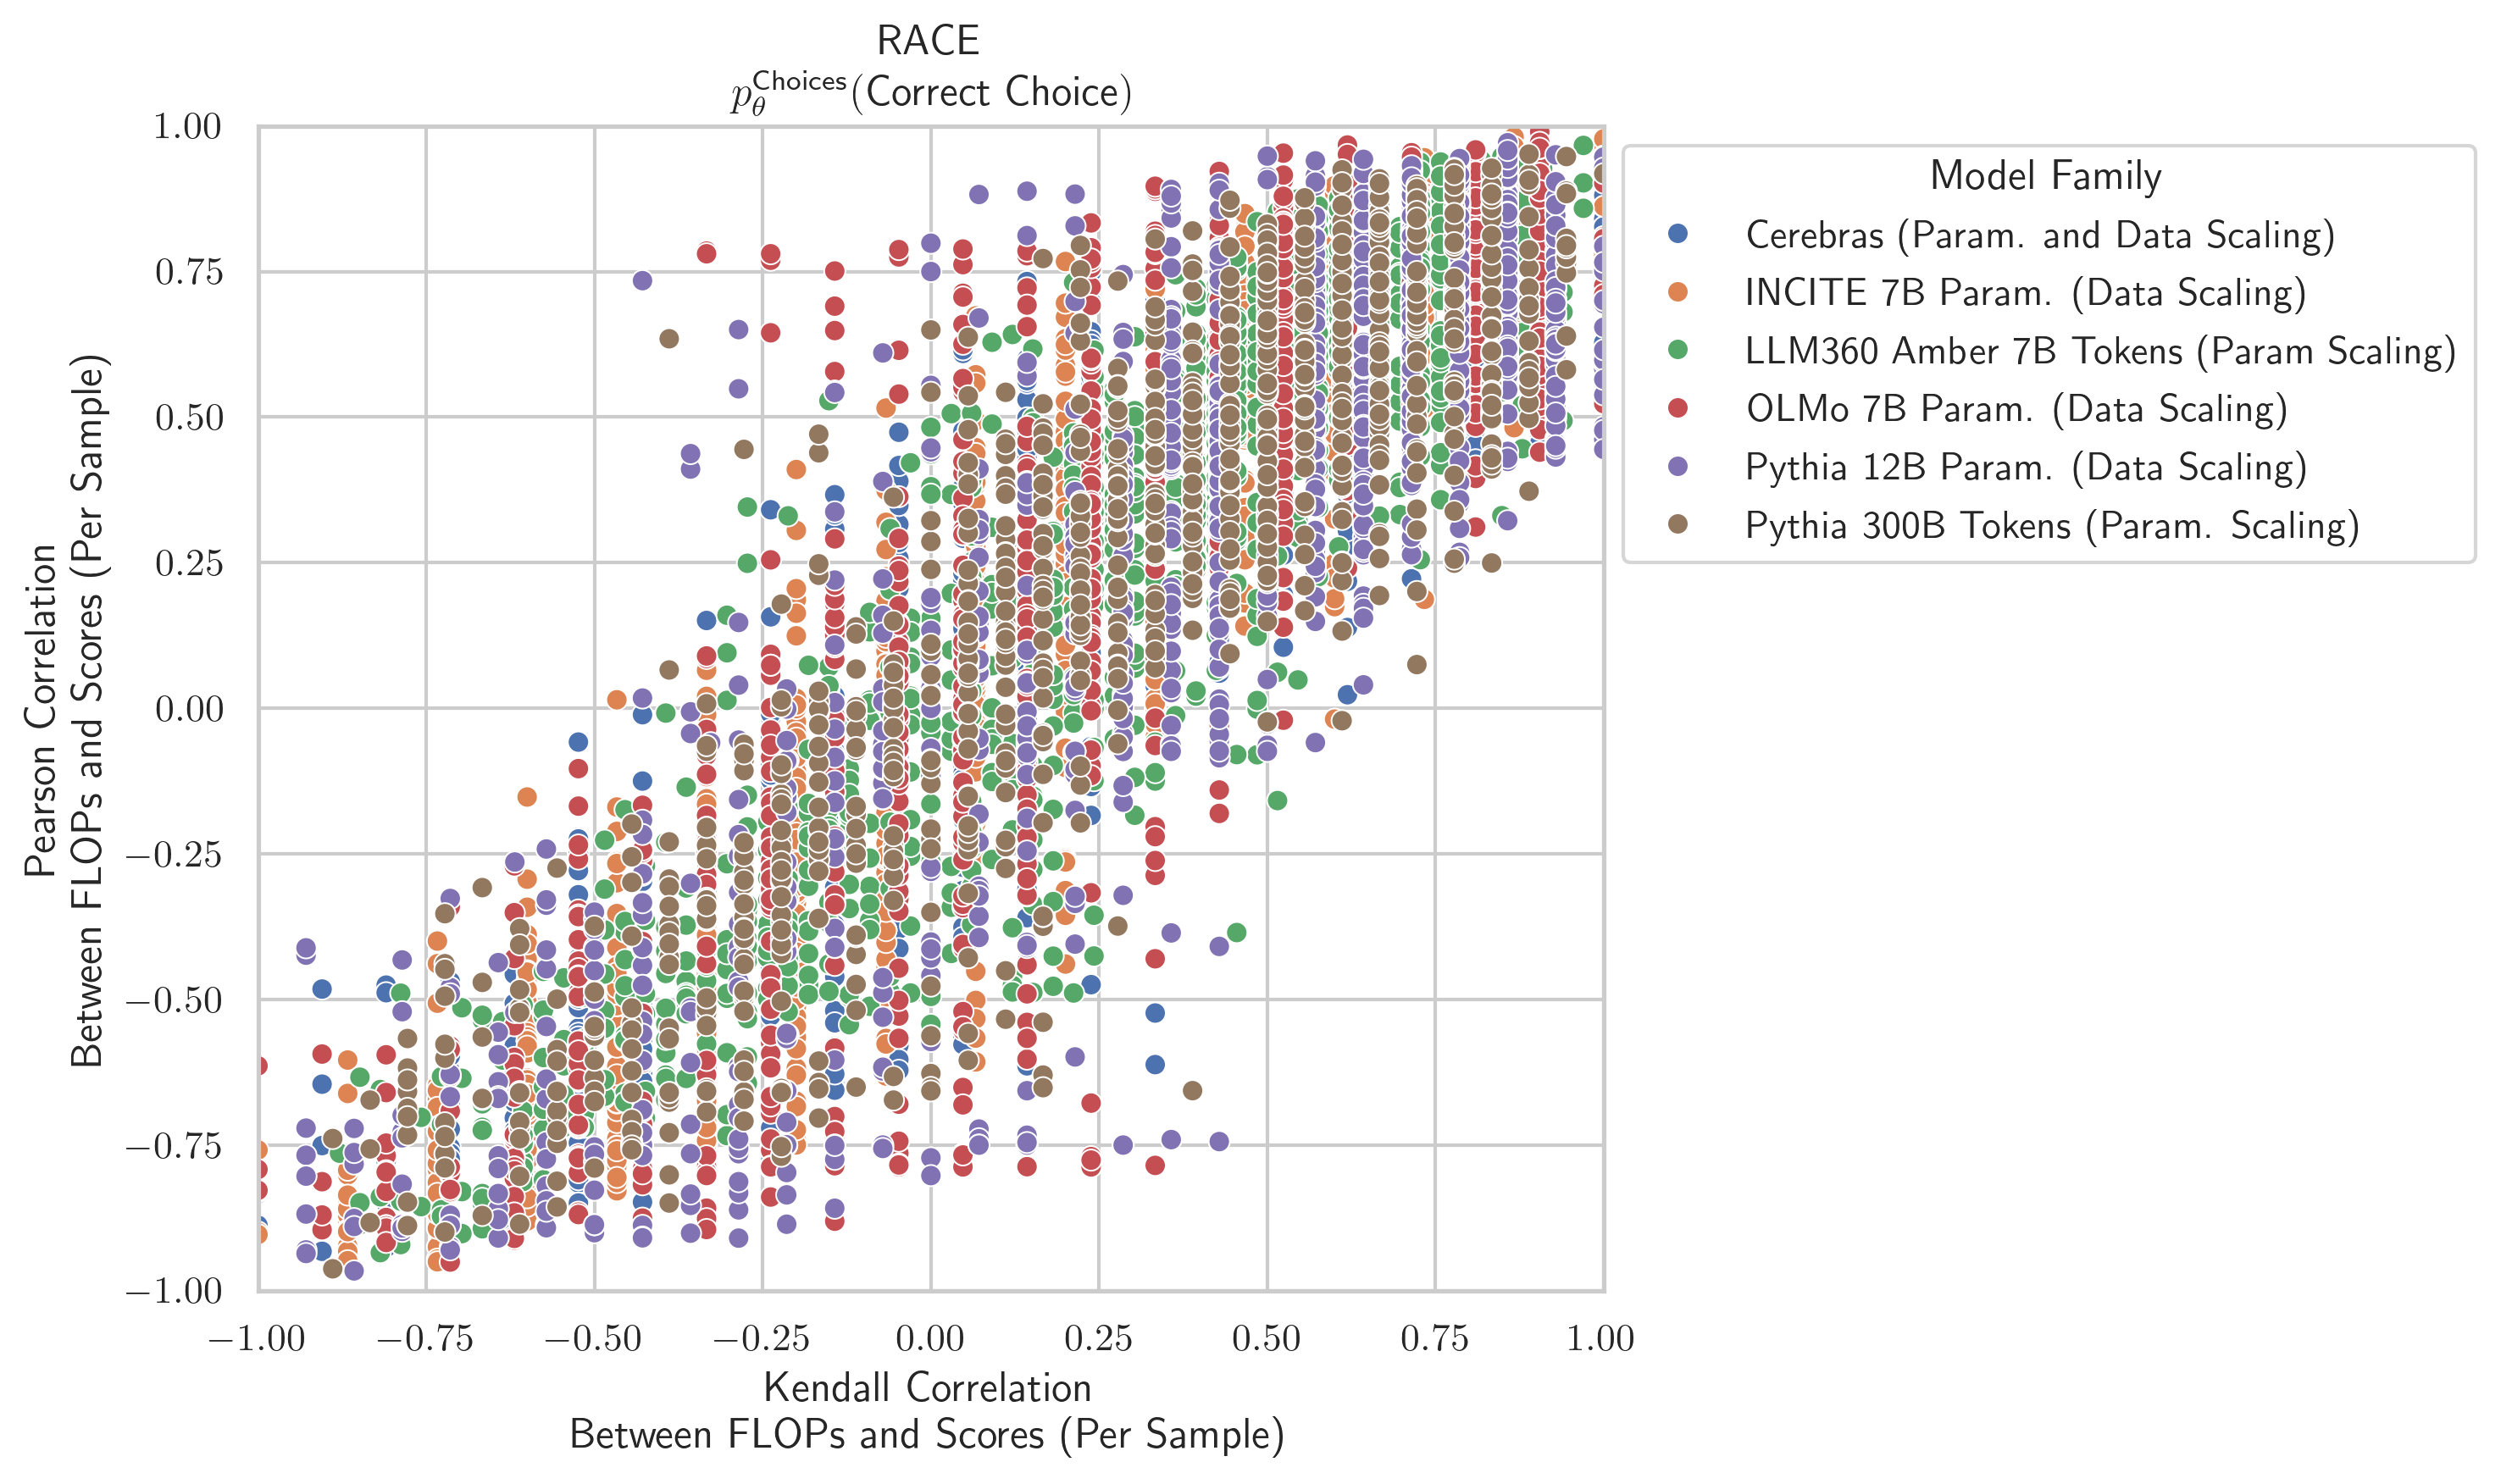 RACE
p_θ^Choices(Correct Choice)
1.00
0.75
0.50
0.25
0.00
−0.25
−0.50
−0.75
−1.00
Pearson Correlation
Between FLOPs and Scores (Per Sample)
−1.00 −0.75 −0.50 −0.25 0.00 0.25 0.50 0.75 1.00
Kendall Correlation
Between FLOPs and Scores (Per Sample)
Model Family
Cerebras (Param. and Data Scaling)
INCITE 7B Param. (Data Scaling)
LLM360 Amber 7B Tokens (Param Scaling)
OLMo 7B Param. (Data Scaling)
Pythia 12B Param. (Data Scaling)
Pythia 300B Tokens (Param. Scaling)